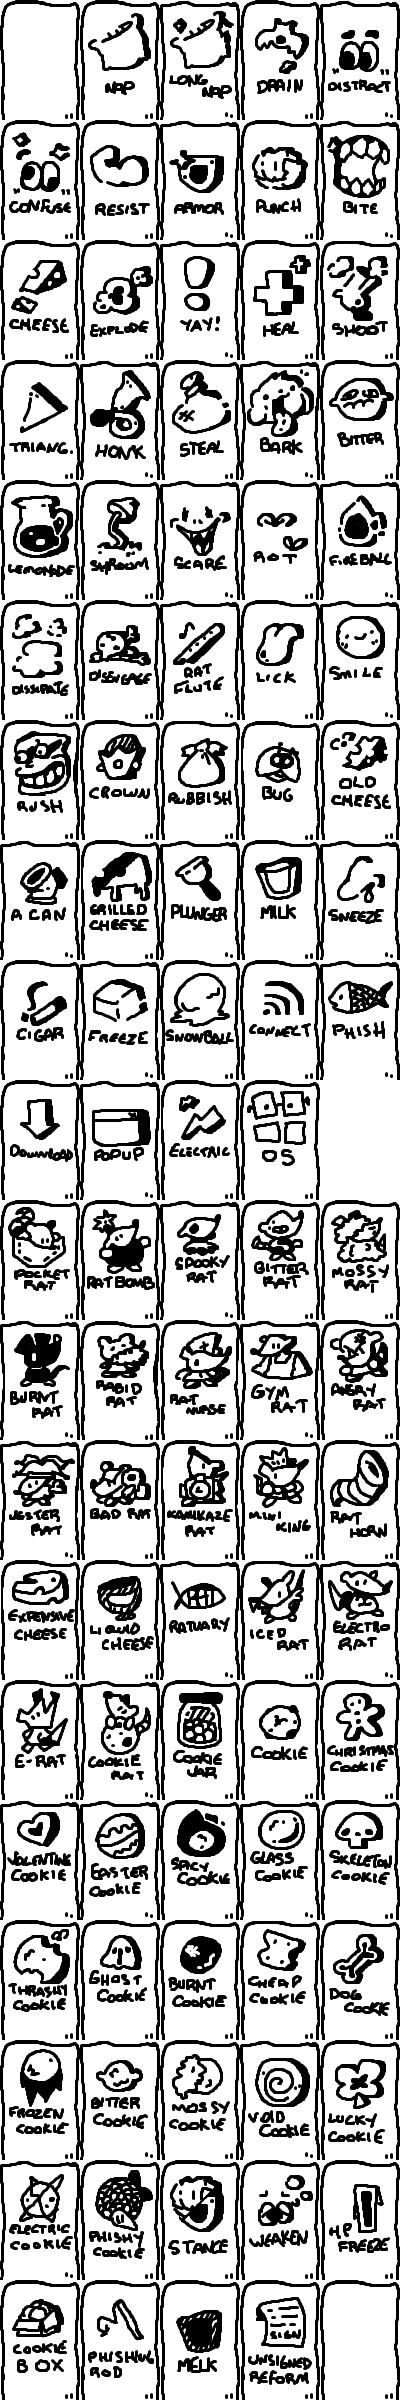 NAP
LONG
NAP
DRAIN
DISTRACT
CONFUSE
RESIST
ARMOR
PUNCH
BITE
CHEESE
EXPLODE
YAY!
HEAL
SHOOT
TRIANG.
HONK
STEAL
BARK
BITTER
LEMONADE
SHROOM
SCARE
ROT
FIREBALL
DISSIPATE
DISENGAGE
RAT
FLUTE
LICK
SMILE
RUSH
CROWN
RUBBISH
BUG
OLD
CHEESE
A CAN
GRILLED
CHEESE
PLUNGER
MILK
SNEEZE
CIGAR
FREEZE
SNOWBALL
CONNECT
PHISH
DOWNLOAD
POPUP
ELECTRIC
OS
POCKET
RAT
RAT BOMB
SPOOKY
RAT
BITTER
RAT
MOSSY
RAT
BURNT
RAT
RABID
RAT
RAT
NURSE
GYM
RAT
ANGRY
RAT
JESTER
RAT
BAD RAT
KAMIKAZE
RAT
MINI
KING
RAT
HORN
EXPENSIVE
CHEESE
LIQUID
CHEESE
RATUARY
ICED
RAT
ELECTRO
RAT
E-RAT
COOKIE
RAT
COOKIE
JAR
COOKIE
CHRISTMAS
COOKIE
VALENTINE
COOKIE
EASTER
COOKIE
SPICY
COOKIE
GLASS
COOKIE
SKELETON
COOKIE
THRASHY
COOKIE
GHOST
COOKIE
BURNT
COOKIE
CHEAP
COOKIE
DOG
COOKIE
FROZEN
COOKIE
BITTER
COOKIE
MOSSY
COOKIE
VOID
COOKIE
LUCKY
COOKIE
ELECTRIC
COOKIE
PHISHY
COOKIE
STANCE
WEAKEN
HP
FREEZE
COOKIE
BOX
PHISHING
ROD
MELK
SIGN
UNSIGNED
REFORM